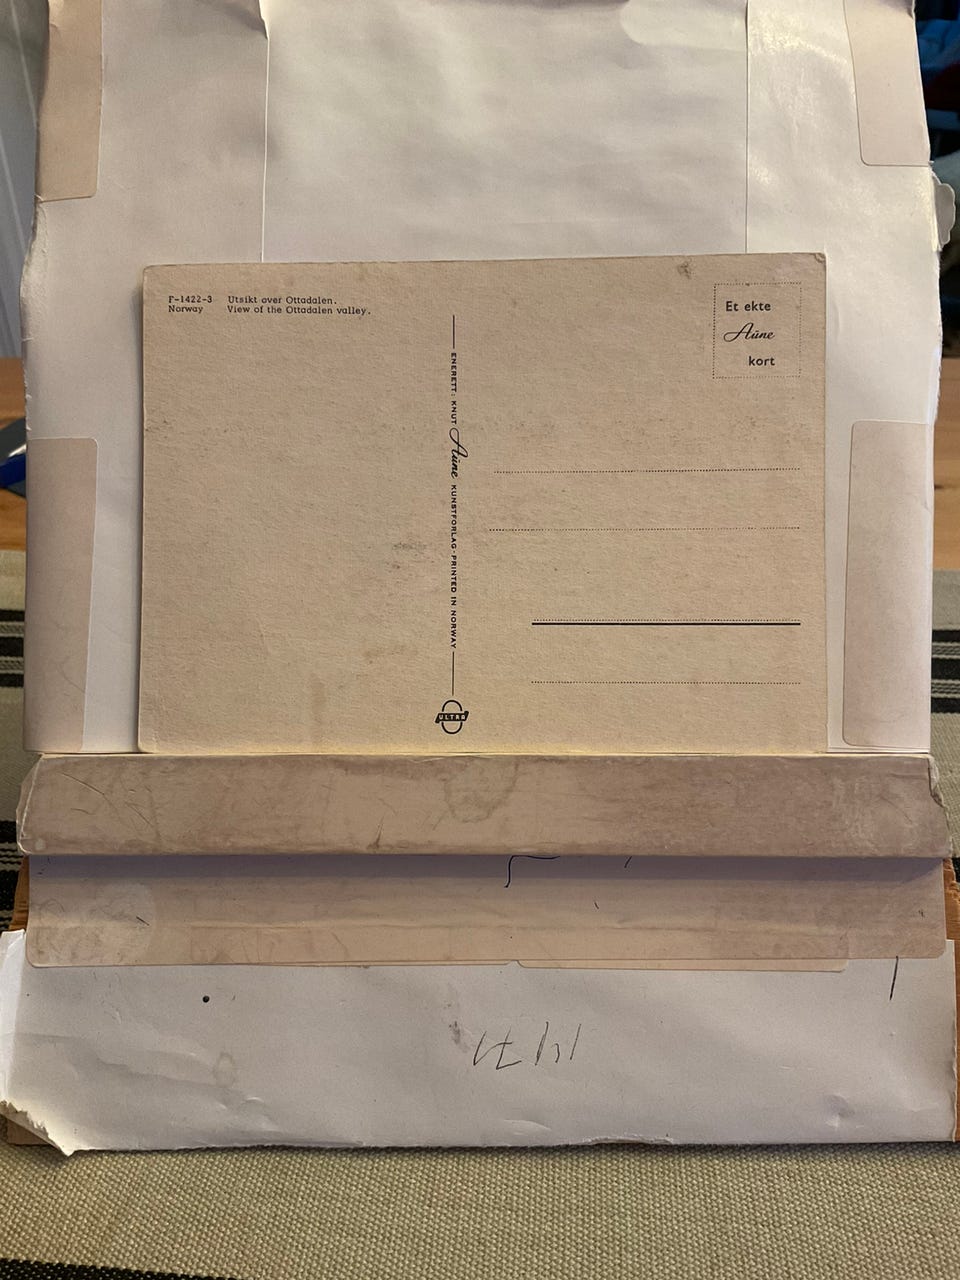 F-1422-3 Utsikt over Ottadalen.
Norway View of the Ottadalen valley.
Et ekte
Aune
kort
ENERETT: KNUT Aune KUNSTFORLAG · PRINTED IN NORWAY
ULTRA